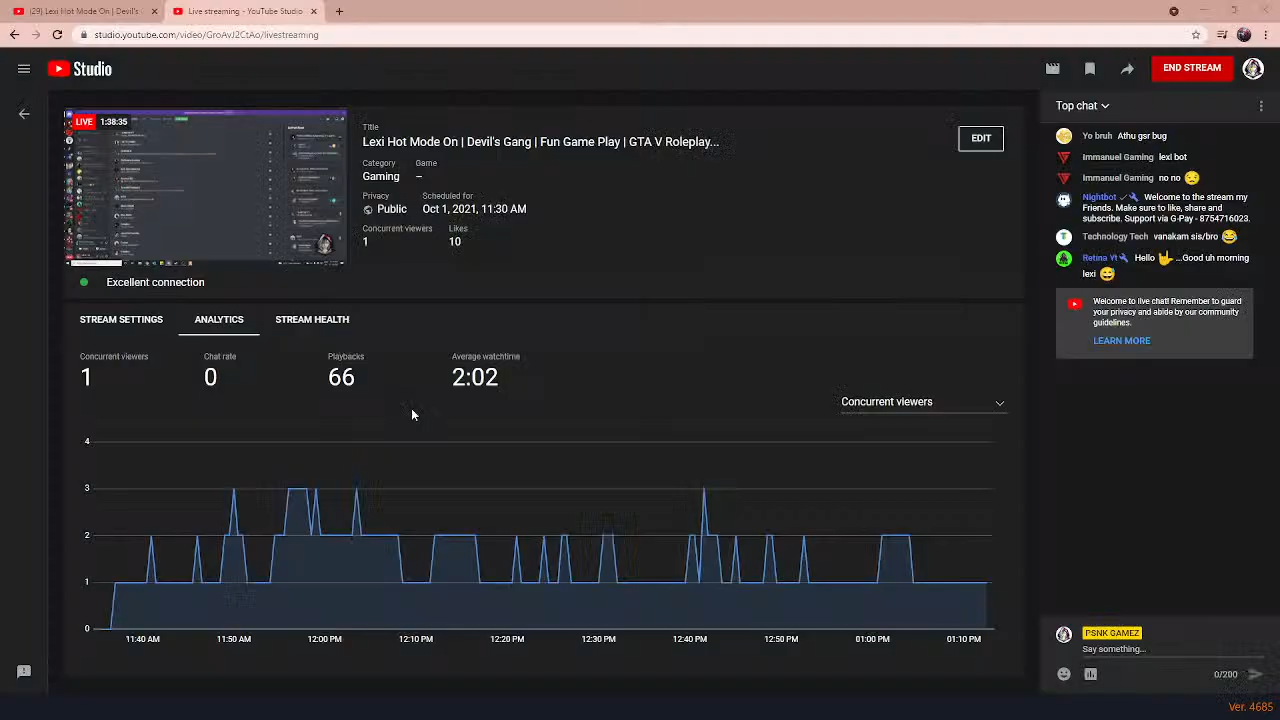 (29) Lexi Hot Mode On | Devil's
Live streaming - YouTube Studio
studio.youtube.com/video/GroAvJ2CtAo/livestreaming
Studio
END STREAM
LIVE 1:38:35
Title
Lexi Hot Mode On | Devil's Gang | Fun Game Play | GTA V Roleplay...
EDIT
Category Game
Gaming –
Privacy Scheduled for
Public Oct 1, 2021, 11:30 AM
Concurrent viewers Likes
1 10
Excellent connection
STREAM SETTINGS ANALYTICS STREAM HEALTH
Concurrent viewers Chat rate Playbacks Average watchtime
1 0 66 2:02
Concurrent viewers
4
3
2
1
0
11:40 AM 11:50 AM 12:00 PM 12:10 PM 12:20 PM 12:30 PM 12:40 PM 12:50 PM 01:00 PM 01:10 PM
Top chat
Yo bruh Athu gsr bug
Immanuel Gaming lexi bot
Immanuel Gaming no no 😏
Nightbot Welcome to the stream my
Friends. Make sure to like, share and
subscribe. Support via G-Pay - 8754716023.
Technology Tech vanakam sis/bro 😂
Retina Yt Hello 🤟 ...Good uh morning
lexi 😄
Welcome to live chat! Remember to guard
your privacy and abide by our community
guidelines.
LEARN MORE
PSNK GAMEZ
Say something...
0/200
Ver. 4685